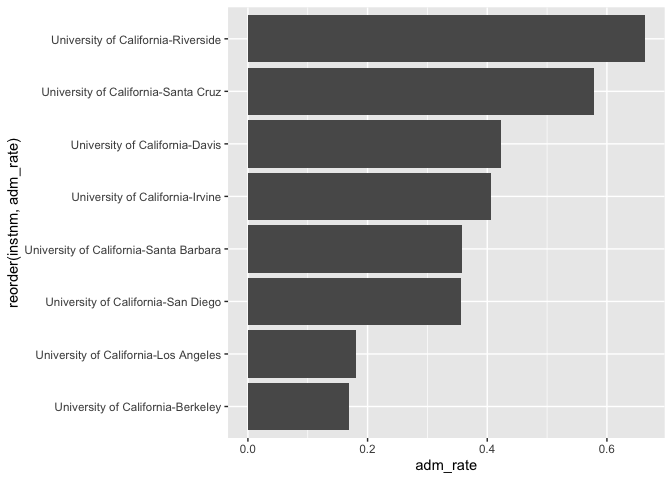 University of California-Riverside
University of California-Santa Cruz
University of California-Davis
University of California-Irvine
University of California-Santa Barbara
University of California-San Diego
University of California-Los Angeles
University of California-Berkeley
reorder(instnm, adm_rate)
0.0 0.2 0.4 0.6
adm_rate